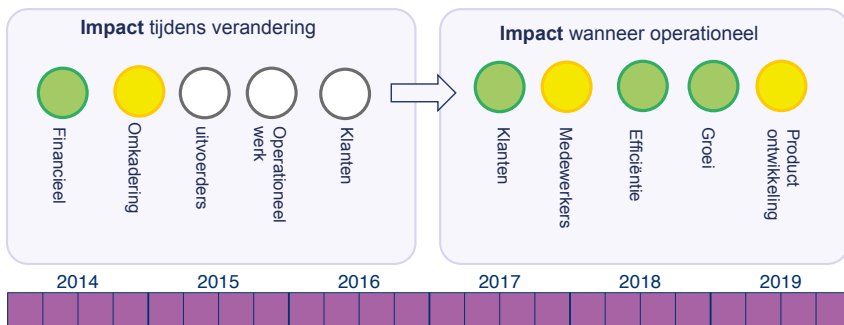 Impact tijdens verandering
Financieel
Omkadering
uitvoerders
Operationeel
werk
Klanten
Impact wanneer operationeel
Klanten
Medewerkers
Efficiëntie
Groei
Product
ontwikkeling
2014
2015
2016
2017
2018
2019